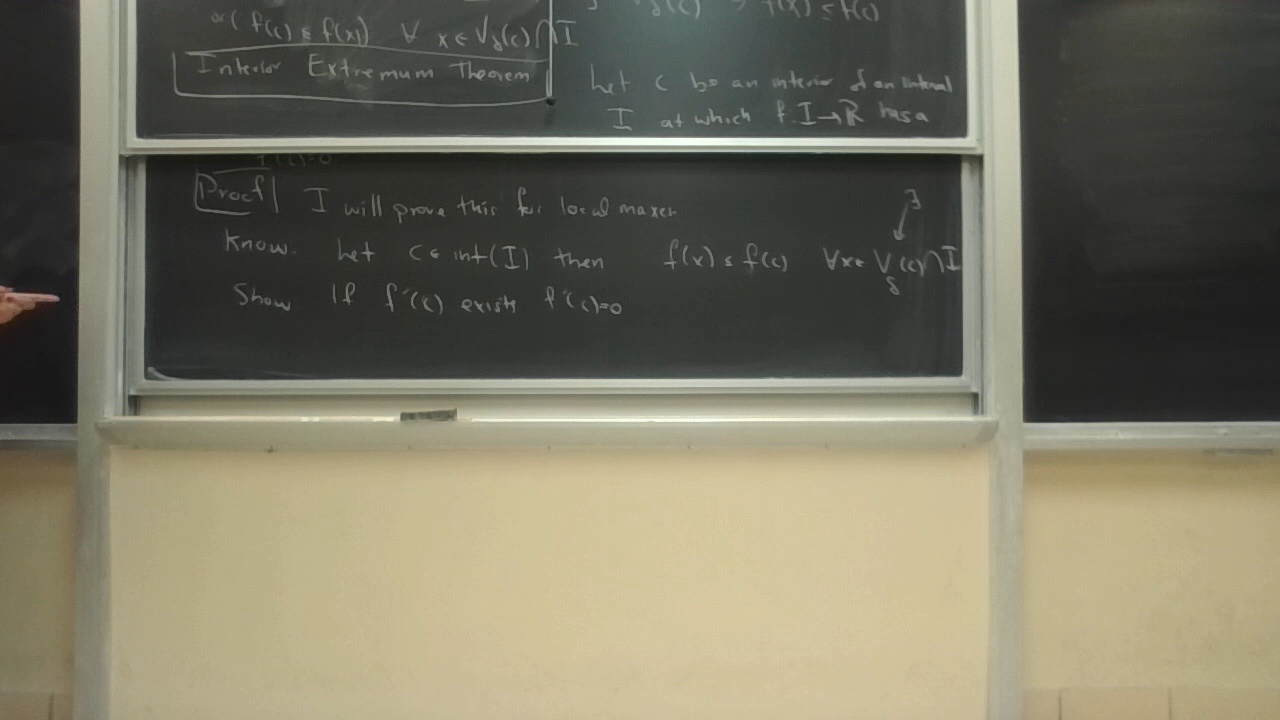 or ( f(c) ≤ f(x) ∀ x ∈ V_δ(c) ∩ I
Interior Extremum Theorem
f(x) ≤ f(c)
Let c be an interior of an interval
I at which f: I → R has a
Proof I will prove this for local maxer
Know. Let c ∈ int(I) then f(x) ≤ f(c) ∀x ∈ V_δ(c) ∩ I
∃
Show If f'(c) exists f'(c)=0